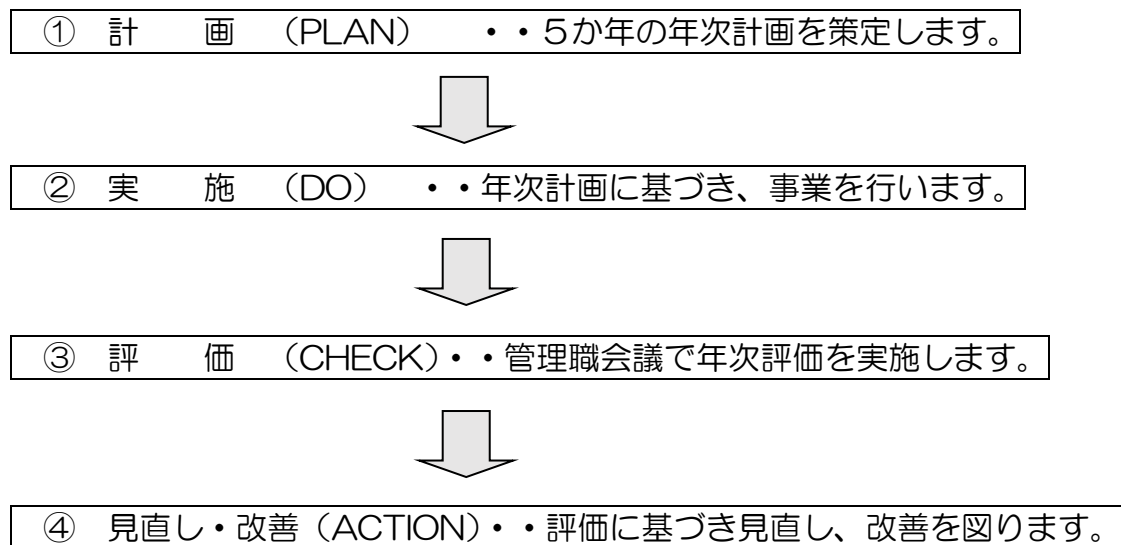 ① 計　画　（PLAN）　・・５か年の年次計画を策定します。
② 実　施　（DO）　・・年次計画に基づき、事業を行います。
③ 評　価　（CHECK）・・管理職会議で年次評価を実施します。
④ 見直し・改善（ACTION）・・評価に基づき見直し、改善を図ります。